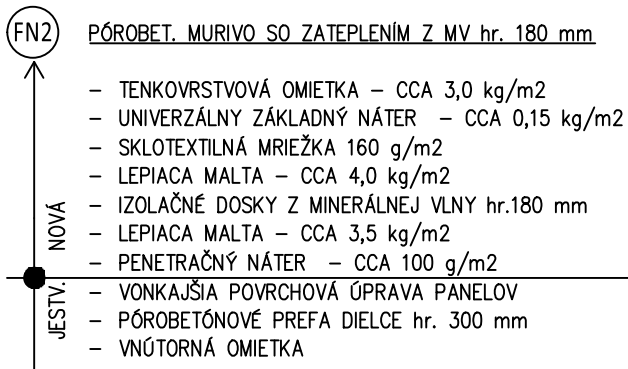 FN2 PÓROBET. MURIVO SO ZATEPLENÍM Z MV hr. 180 mm
– TENKOVRSTVOVÁ OMIETKA – CCA 3,0 kg/m2
– UNIVERZÁLNY ZÁKLADNÝ NÁTER – CCA 0,15 kg/m2
– SKLOTEXTILNÁ MRIEŽKA 160 g/m2
– LEPIACA MALTA – CCA 4,0 kg/m2
– IZOLAČNÉ DOSKY Z MINERÁLNEJ VLNY hr.180 mm
– LEPIACA MALTA – CCA 3,5 kg/m2
– PENETRAČNÝ NÁTER – CCA 100 g/m2
NOVÁ
– VONKAJŠIA POVRCHOVÁ ÚPRAVA PANELOV
– PÓROBETÓNOVÉ PREFA DIELCE hr. 300 mm
– VNÚTORNÁ OMIETKA
JESTV.